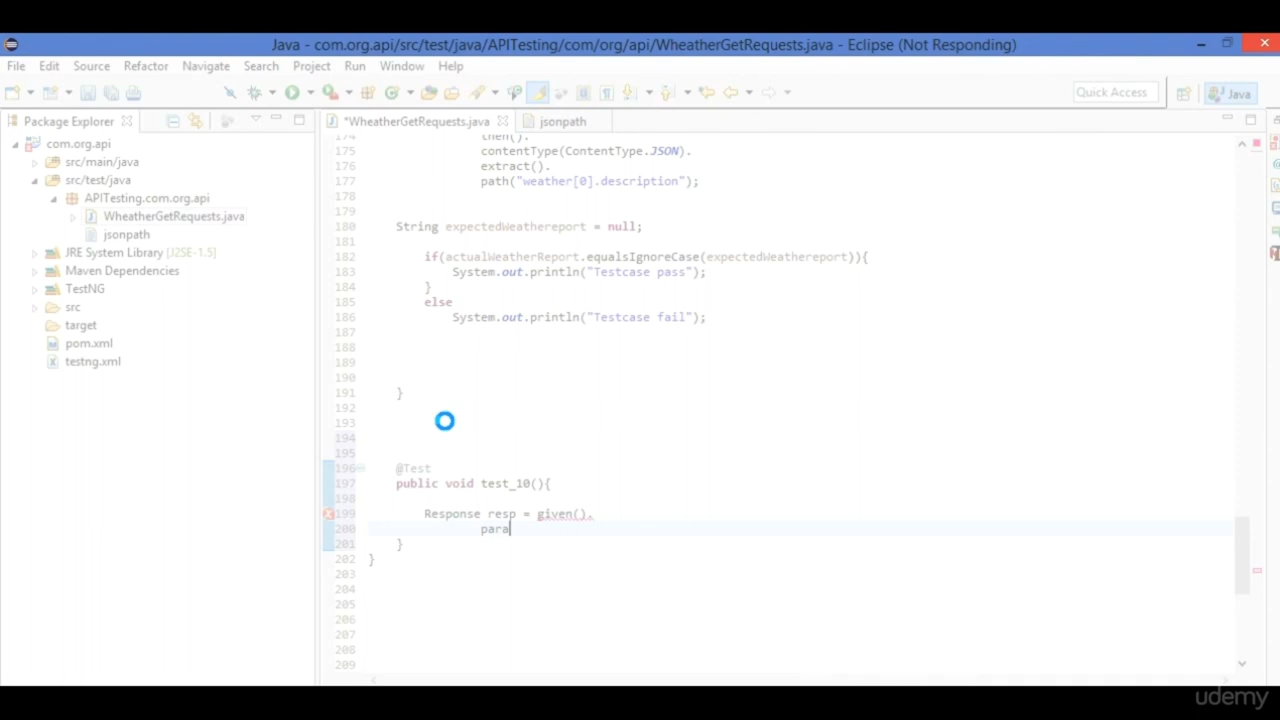 Java - com.org.api/src/test/java/APITesting/com/org/api/WheatherGetRequests.java - Eclipse (Not Responding)
File Edit Source Refactor Navigate Search Project Run Window Help
Quick Access
Java
Package Explorer
*WheatherGetRequests.java
jsonpath
com.org.api
src/main/java
src/test/java
APITesting.com.org.api
WheatherGetRequests.java
jsonpath
JRE System Library [J2SE-1.5]
Maven Dependencies
TestNG
src
target
pom.xml
testng.xml
174 then().
175 contentType(ContentType.JSON).
176 extract().
177 path("weather[0].description");
178
179
180 String expectedWeathereport = null;
181
182 if(actualWeatherReport.equalsIgnoreCase(expectedWeathereport)){
183 System.out.println("Testcase pass");
184 }
185 else
186 System.out.println("Testcase fail");
187
188
189
190
191 }
192
193
194
195
196 @Test
197 public void test_10(){
198
199 Response resp = given().
200 para
201 }
202 }
203
204
205
206
207
208
209
udemy